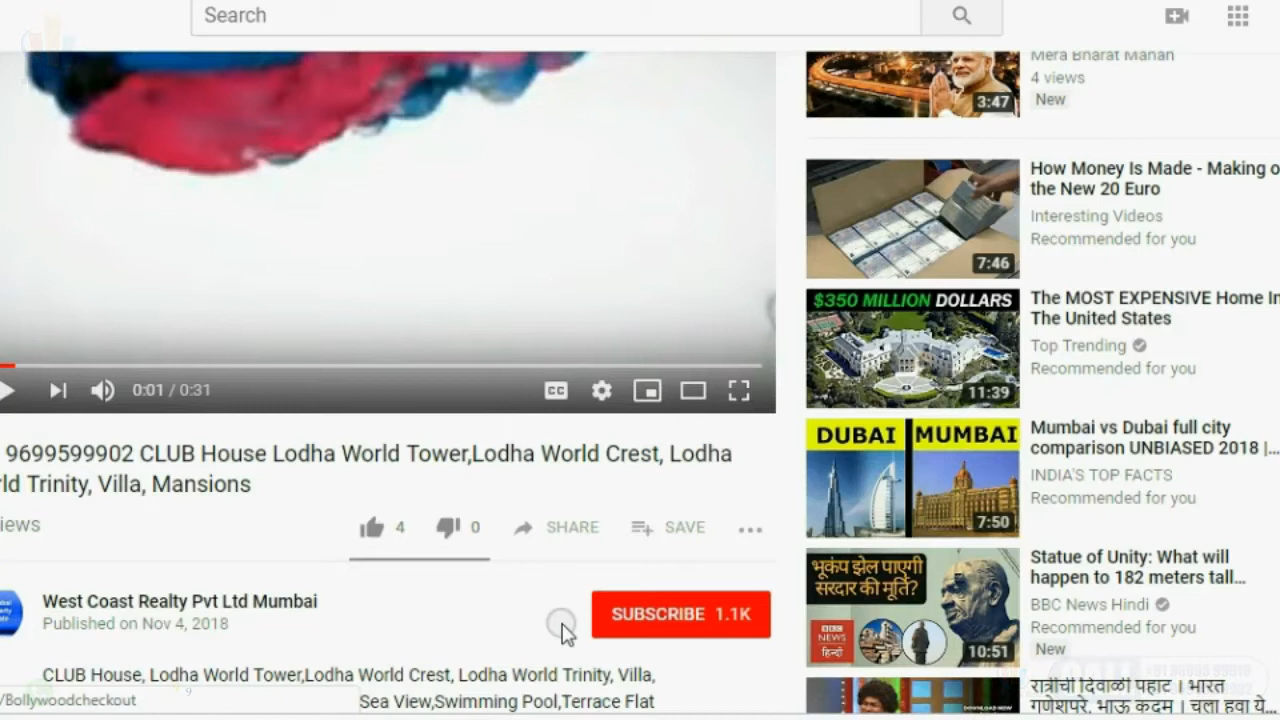 Search
Mera Bharat Mahan
4 views
New
3:47
How Money Is Made - Making o
the New 20 Euro
Interesting Videos
Recommended for you
7:46
$350 MILLION DOLLARS
11:39
The MOST EXPENSIVE Home In
The United States
Top Trending
Recommended for you
DUBAI MUMBAI
7:50
Mumbai vs Dubai full city
comparison UNBIASED 2018 |...
INDIA'S TOP FACTS
Recommended for you
भूकंप झेल पाएगी
सरदार की मूर्ति?
BBC
NEWS
हिन्दी
10:51
Statue of Unity: What will
happen to 182 meters tall...
BBC News Hindi
Recommended for you
New
रात्रीची दिवाळी पहाट । भारत
गणेशपुरे, भाऊ कदम । चला हवा ये...
DOWNLOAD NOW
0:01 / 0:31
CC
9699599902 CLUB House Lodha World Tower,Lodha World Crest, Lodha
ld Trinity, Villa, Mansions
iews
4 0 SHARE SAVE
West Coast Realty Pvt Ltd Mumbai
Published on Nov 4, 2018
SUBSCRIBE 1.1K
CLUB House, Lodha World Tower,Lodha World Crest, Lodha World Trinity, Villa,
/Bollywoodcheckout
Sea View,Swimming Pool,Terrace Flat